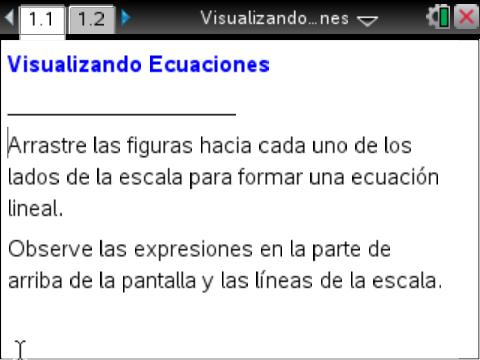 1.1 1.2 Visualizando...nes
Visualizando Ecuaciones
Arrastre las figuras hacia cada uno de los
lados de la escala para formar una ecuación
lineal.
Observe las expresiones en la parte de
arriba de la pantalla y las líneas de la escala.